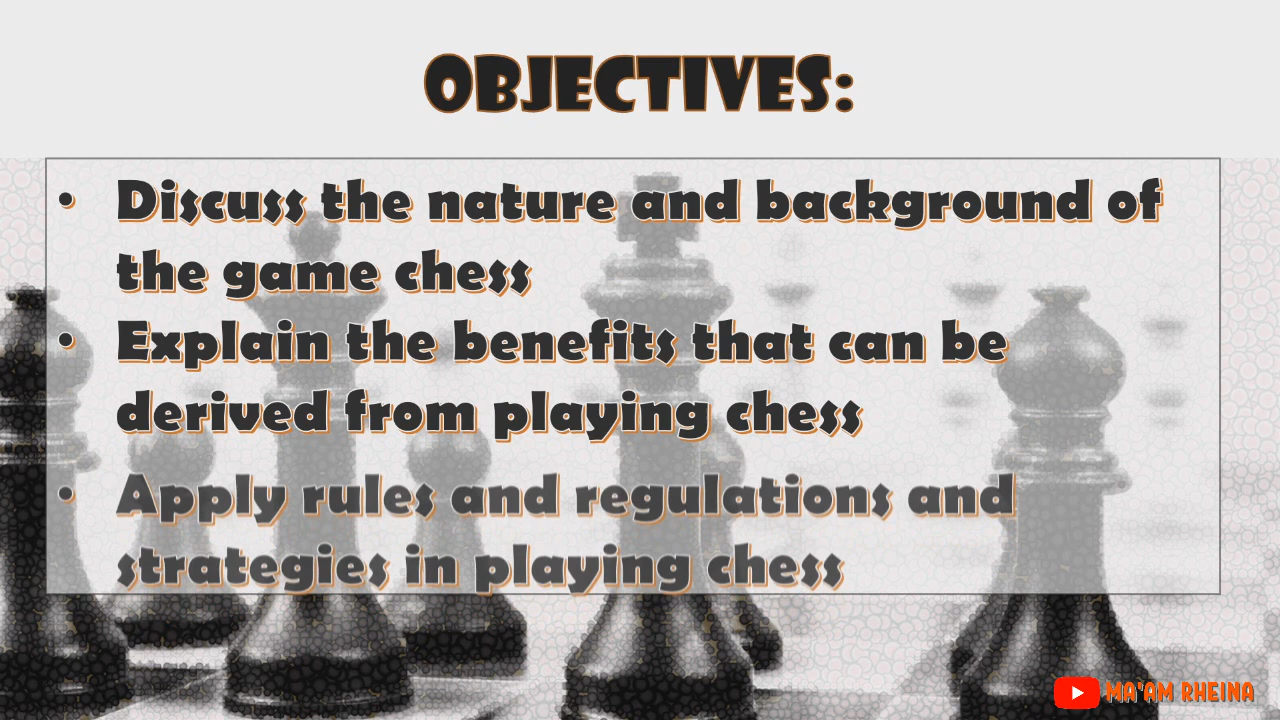 OBJECTIVES:
• Discuss the nature and background of
the game chess
• Explain the benefits that can be
derived from playing chess
• Apply rules and regulations and
strategies in playing chess
MA'AM RHEINA